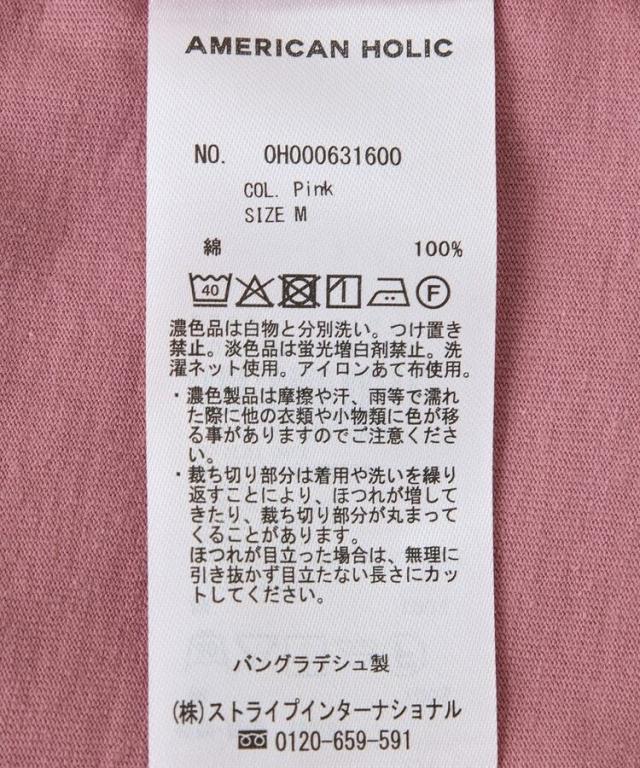 AMERICAN HOLIC
NO. 0H000631600
COL. Pink
SIZE M
綿 100%
40 F
濃色品は白物と分別洗い。つけ置き
禁止。淡色品は蛍光増白剤禁止。洗
濯ネット使用。アイロンあて布使用。
・濃色製品は摩擦や汗、雨等で濡れ
た際に他の衣類や小物類に色が移
る事がありますのでご注意くださ
い。
・裁ち切り部分は着用や洗いを繰り
返すことにより、ほつれが増して
きたり、裁ち切り部分が丸まって
くることがあります。
ほつれが目立った場合は、無理に
引き抜かず目立たない長さにカッ
トしてください。
バングラデシュ製
(株)ストライプインターナショナル
0120-659-591